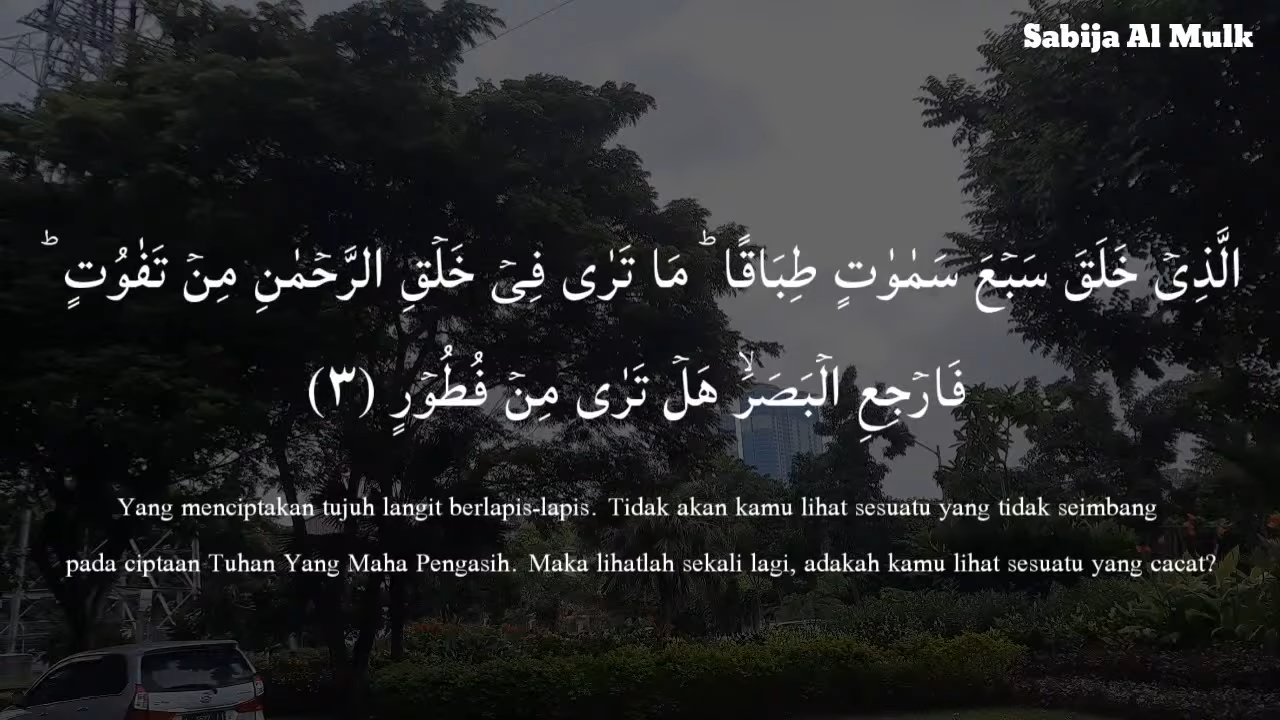 Sabija Al Mulk
الَّذِيۡ خَلَقَ سَبۡعَ سَمٰوٰتٍ طِبَاقًا ؕ مَا تَرٰى فِىۡ خَلۡقِ الرَّحۡمٰنِ مِنۡ تَفٰوُتٍ ؕ
فَارۡجِعِ الۡبَصَرَۙ هَلۡ تَرٰى مِنۡ فُطُوۡرٍ (٣)
Yang menciptakan tujuh langit berlapis-lapis. Tidak akan kamu lihat sesuatu yang tidak seimbang
pada ciptaan Tuhan Yang Maha Pengasih. Maka lihatlah sekali lagi, adakah kamu lihat sesuatu yang cacat?